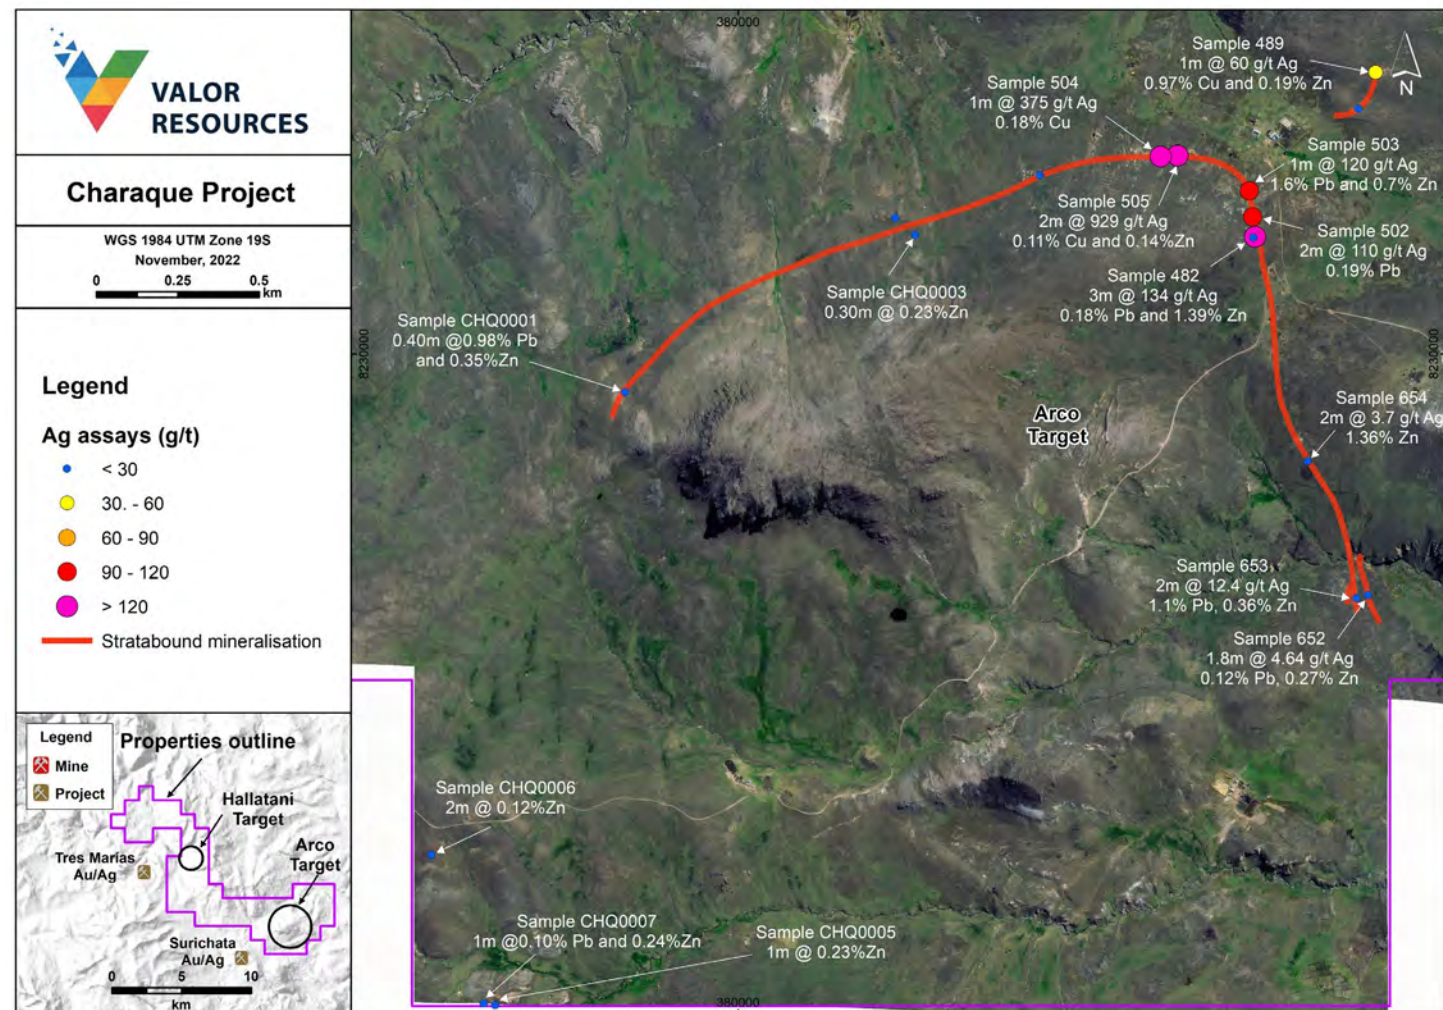 VALOR
RESOURCES
Charaque Project
WGS 1984 UTM Zone 19S
November, 2022
0 0.25 0.5
km
Legend
Ag assays (g/t)
< 30
30. - 60
60 - 90
90 - 120
> 120
Stratabound mineralisation
Legend
Mine
Project
Properties outline
Hallatani
Target
Arco
Target
Tres Marias
Au/Ag
Surichata
Au/Ag
0 5 10
km
380000
8230000
8230000
380000
N
Sample 489
1m @ 60 g/t Ag
0.97% Cu and 0.19% Zn
Sample 504
1m @ 375 g/t Ag
0.18% Cu
Sample 503
1m @ 120 g/t Ag
1.6% Pb and 0.7% Zn
Sample 505
2m @ 929 g/t Ag
0.11% Cu and 0.14%Zn
Sample 502
2m @ 110 g/t Ag
0.19% Pb
Sample 482
3m @ 134 g/t Ag
0.18% Pb and 1.39% Zn
Sample CHQ0003
0.30m @ 0.23%Zn
Sample CHQ0001
0.40m @0.98% Pb
and 0.35%Zn
Arco
Target
Sample 654
2m @ 3.7 g/t Ag
1.36% Zn
Sample 653
2m @ 12.4 g/t Ag
1.1% Pb, 0.36% Zn
Sample 652
1.8m @ 4.64 g/t Ag
0.12% Pb, 0.27% Zn
Sample CHQ0006
2m @ 0.12%Zn
Sample CHQ0007
1m @0.10% Pb and 0.24%Zn
Sample CHQ0005
1m @ 0.23%Zn